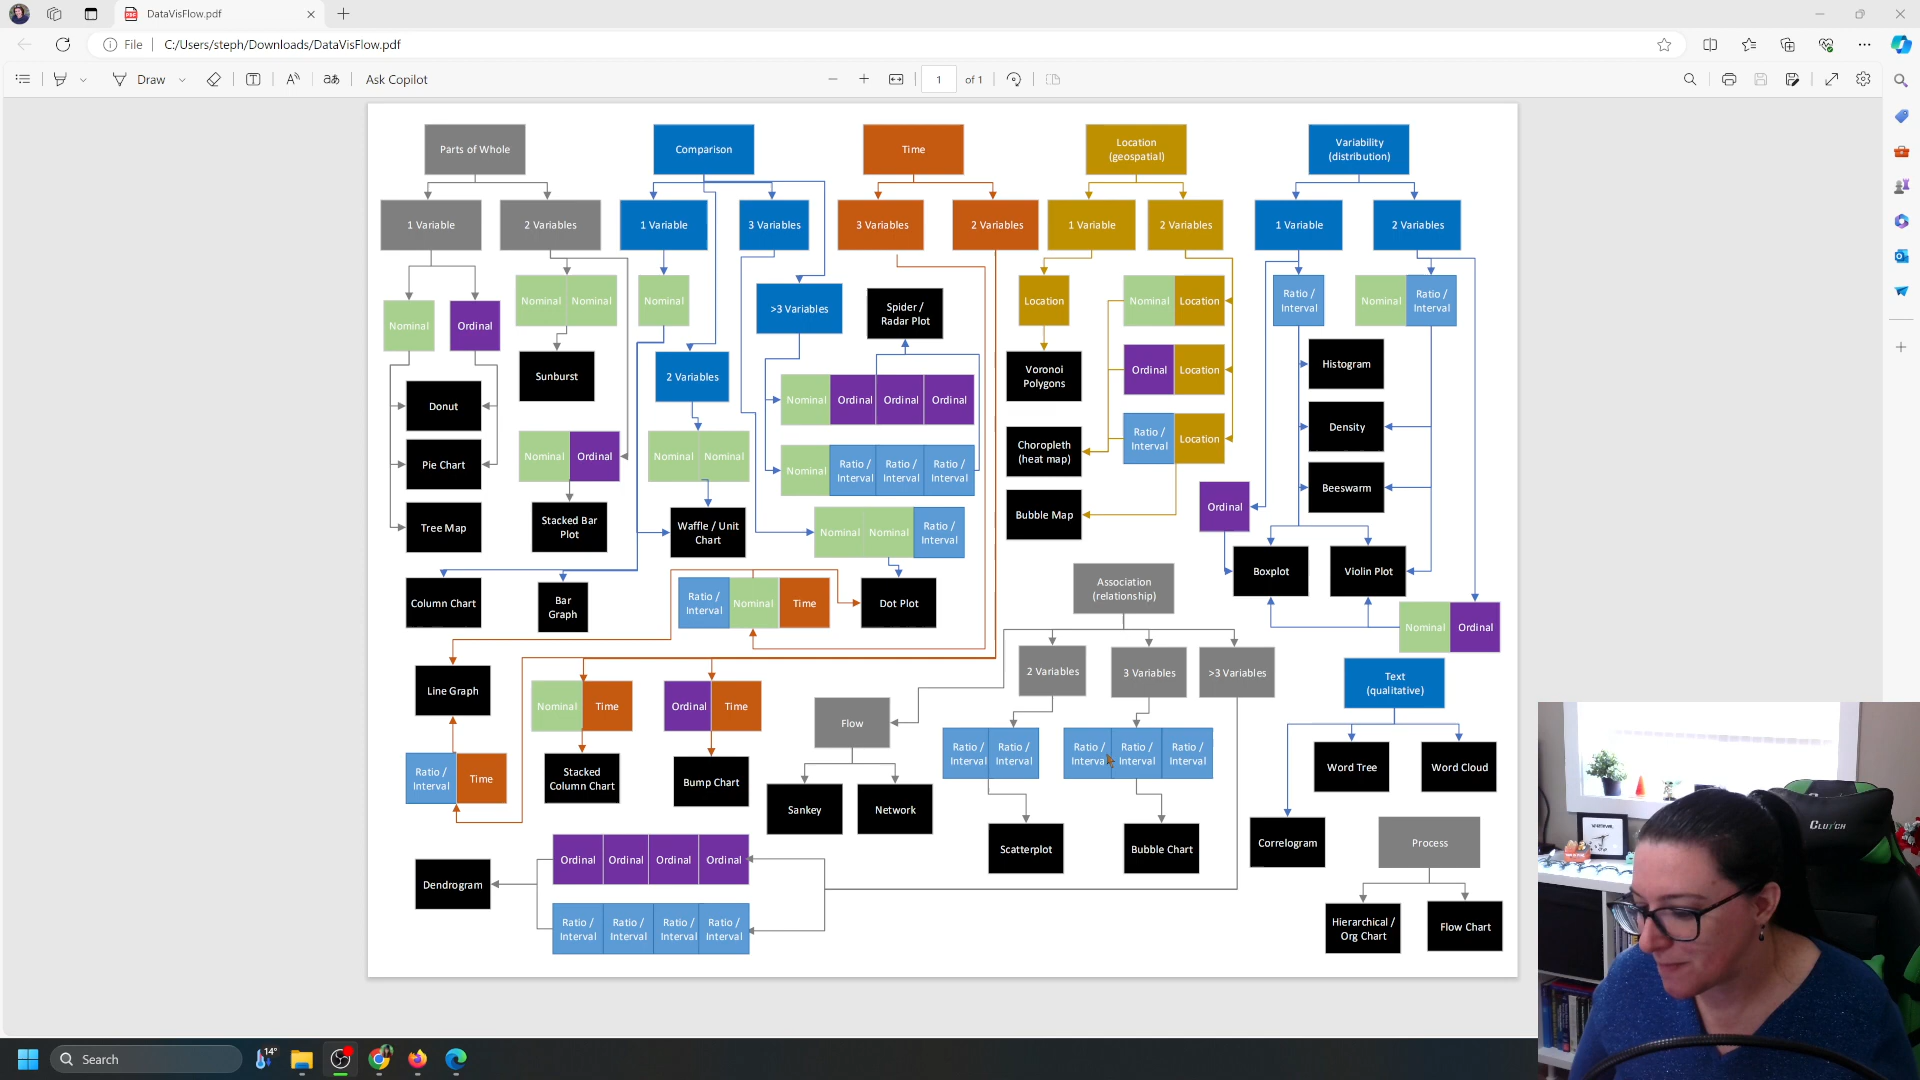 DataVisFlow.pdf
File
C:/Users/steph/Downloads/DataVisFlow.pdf
Draw
Ask Copilot
1
of 1
Parts of Whole
Comparison
Time
Location
(geospatial)
Variability
(distribution)
1 Variable
2 Variables
1 Variable
3 Variables
3 Variables
2 Variables
1 Variable
2 Variables
1 Variable
2 Variables
Nominal
Ordinal
Nominal
Nominal
Nominal
>3 Variables
Spider /
Radar Plot
Location
Nominal
Location
Ratio /
Interval
Nominal
Ratio /
Interval
Sunburst
2 Variables
Voronoi
Polygons
Ordinal
Location
Histogram
Donut
Nominal
Ordinal
Ordinal
Ordinal
Pie Chart
Nominal
Ordinal
Nominal
Nominal
Nominal
Ratio /
Interval
Ratio /
Interval
Ratio /
Interval
Choropleth
(heat map)
Ratio /
Interval
Location
Density
Beeswarm
Tree Map
Stacked Bar
Plot
Waffle / Unit
Chart
Nominal
Nominal
Ratio /
Interval
Bubble Map
Ordinal
Boxplot
Violin Plot
Column Chart
Bar
Graph
Ratio /
Interval
Nominal
Time
Dot Plot
Association
(relationship)
Nominal
Ordinal
Line Graph
Nominal
Time
Ordinal
Time
Flow
2 Variables
3 Variables
>3 Variables
Text
(qualitative)
Ratio /
Interval
Time
Stacked
Column Chart
Bump Chart
Sankey
Network
Ratio /
Interval
Ratio /
Interval
Ratio /
Interval
Ratio /
Interval
Ratio /
Interval
Word Tree
Word Cloud
Scatterplot
Bubble Chart
Correlogram
Process
Dendrogram
Ordinal
Ordinal
Ordinal
Ordinal
Ratio /
Interval
Ratio /
Interval
Ratio /
Interval
Ratio /
Interval
Hierarchical /
Org Chart
Flow Chart
CLUTCH
14°
Search